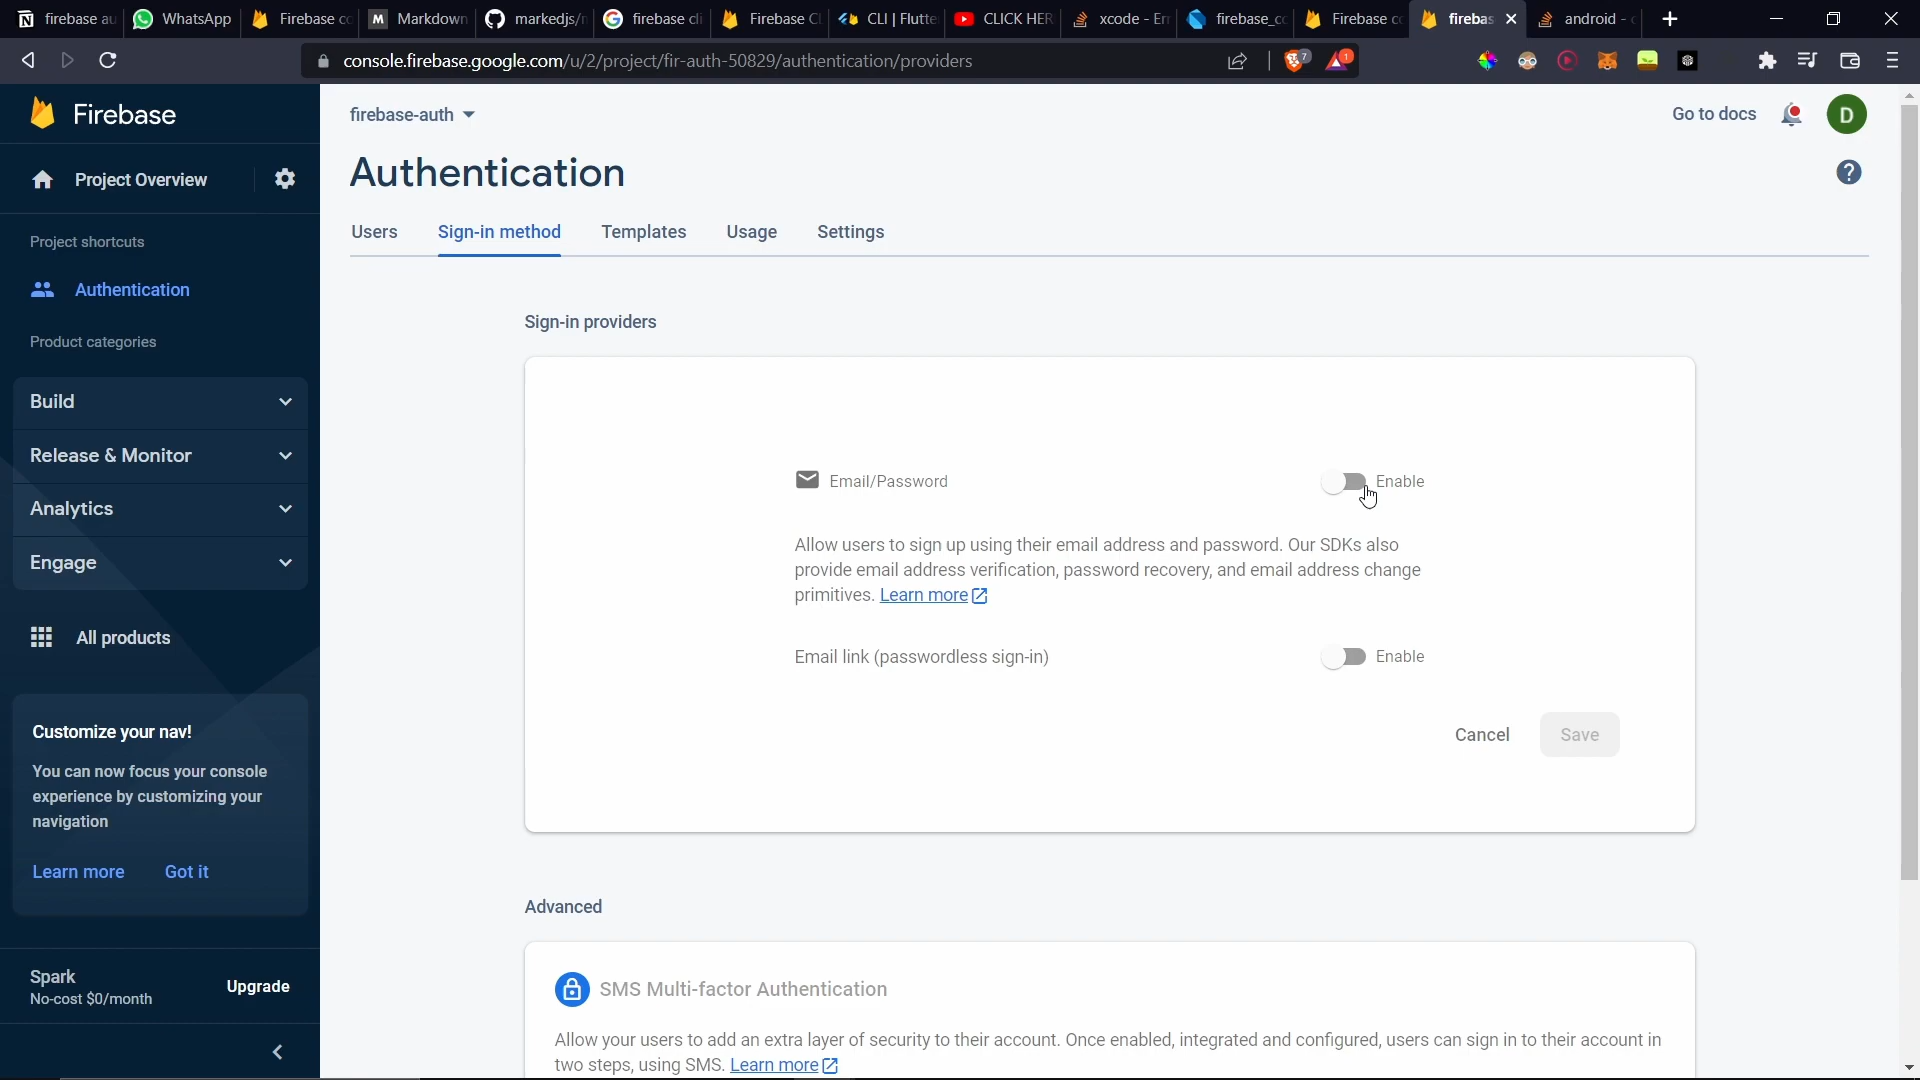 firebase au
WhatsApp
Firebase co
Markdown
markedjs/n
firebase cli
Firebase CL
CLI | Flutte
CLICK HER
xcode - Err
firebase_co
Firebase co
firebas
android - c
console.firebase.google.com/u/2/project/fir-auth-50829/authentication/providers
7
1
Firebase
firebase-auth
Go to docs
D
Project Overview
Authentication
?
Users
Sign-in method
Templates
Usage
Settings
Project shortcuts
Authentication
Product categories
Build
Release & Monitor
Analytics
Engage
All products
Customize your nav!
You can now focus your console
experience by customizing your
navigation
Learn more
Got it
Spark
No-cost $0/month
Upgrade
Sign-in providers
Email/Password
Enable
Allow users to sign up using their email address and password. Our SDKs also
provide email address verification, password recovery, and email address change
primitives. Learn more
Email link (passwordless sign-in)
Enable
Cancel
Save
Advanced
SMS Multi-factor Authentication
Allow your users to add an extra layer of security to their account. Once enabled, integrated and configured, users can sign in to their account in
two steps, using SMS. Learn more